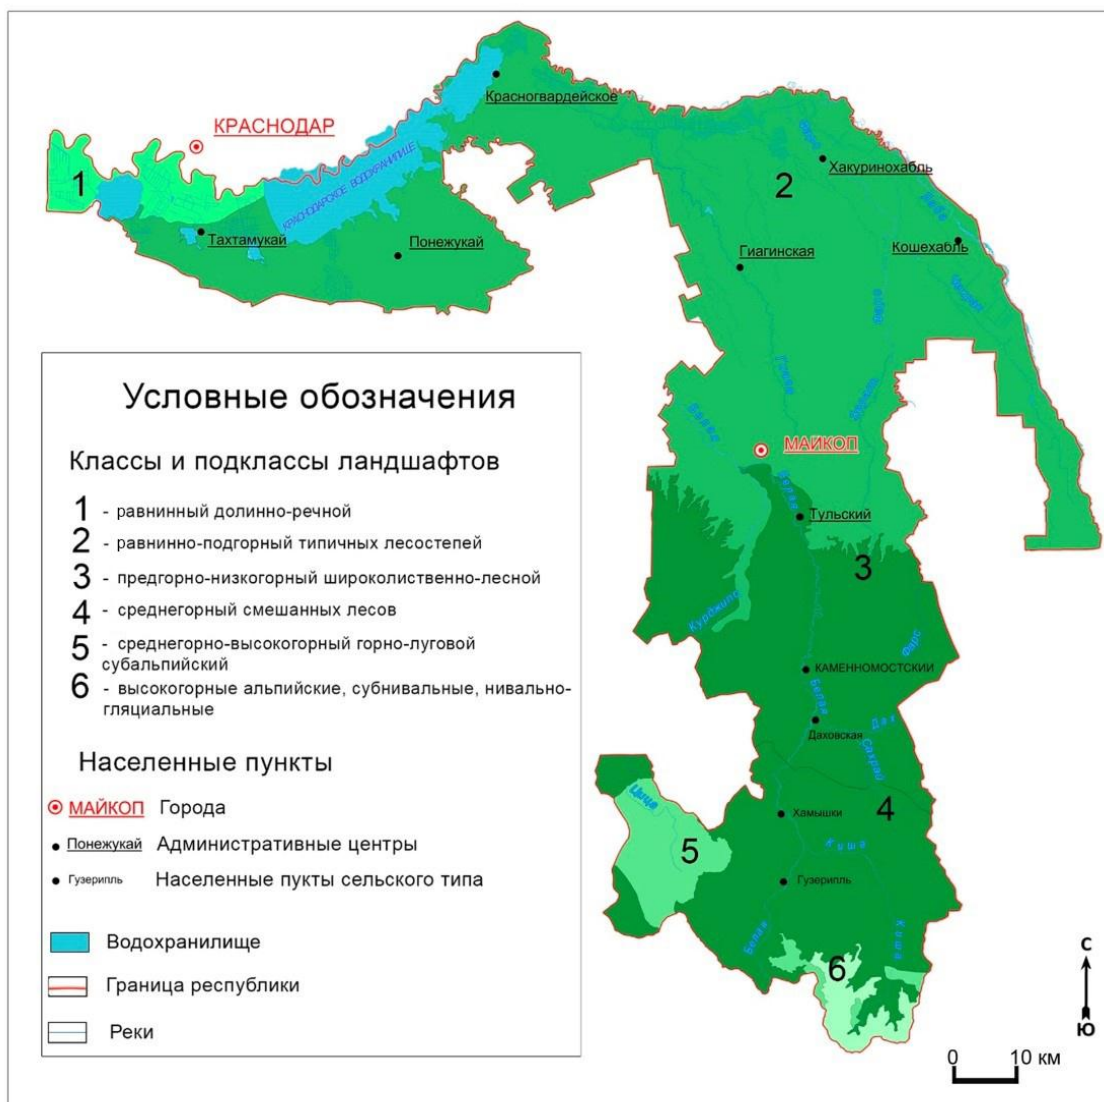 КРАСНОДАР
Красногвардейское
КРАСНОДАРСКОЕ ВОДОХРАНИЛИЩЕ
1
Тахтамукай
Понежукай
2
Хакуринохабль
Гиагинская
Кошехабль
Гиага
Белая
МАЙКОП
Белая
Тульский
3
Курджипс
Фарс
КАМЕННОМОСТСКИЙ
Белая
Дах
Даховская
Сахрай
Цице
Хамышки
4
5
Киша
Гузерипль
Белая
Киша
6
Условные обозначения
Классы и подклассы ландшафтов
1 - равнинный долинно-речной
2 - равнинно-подгорный типичных лесостепей
3 - предгорно-низкогорный широколиственно-лесной
4 - среднегорный смешанных лесов
5 - среднегорно-высокогорный горно-луговой
субальпийский
6 - высокогорные альпийские, субнивальные, нивально-
гляциальные
Населенные пункты
МАЙКОП Города
Понежукай Административные центры
Гузерипль Населенные пукты сельского типа
Водохранилище
Граница республики
Реки
С
Ю
0 10 км